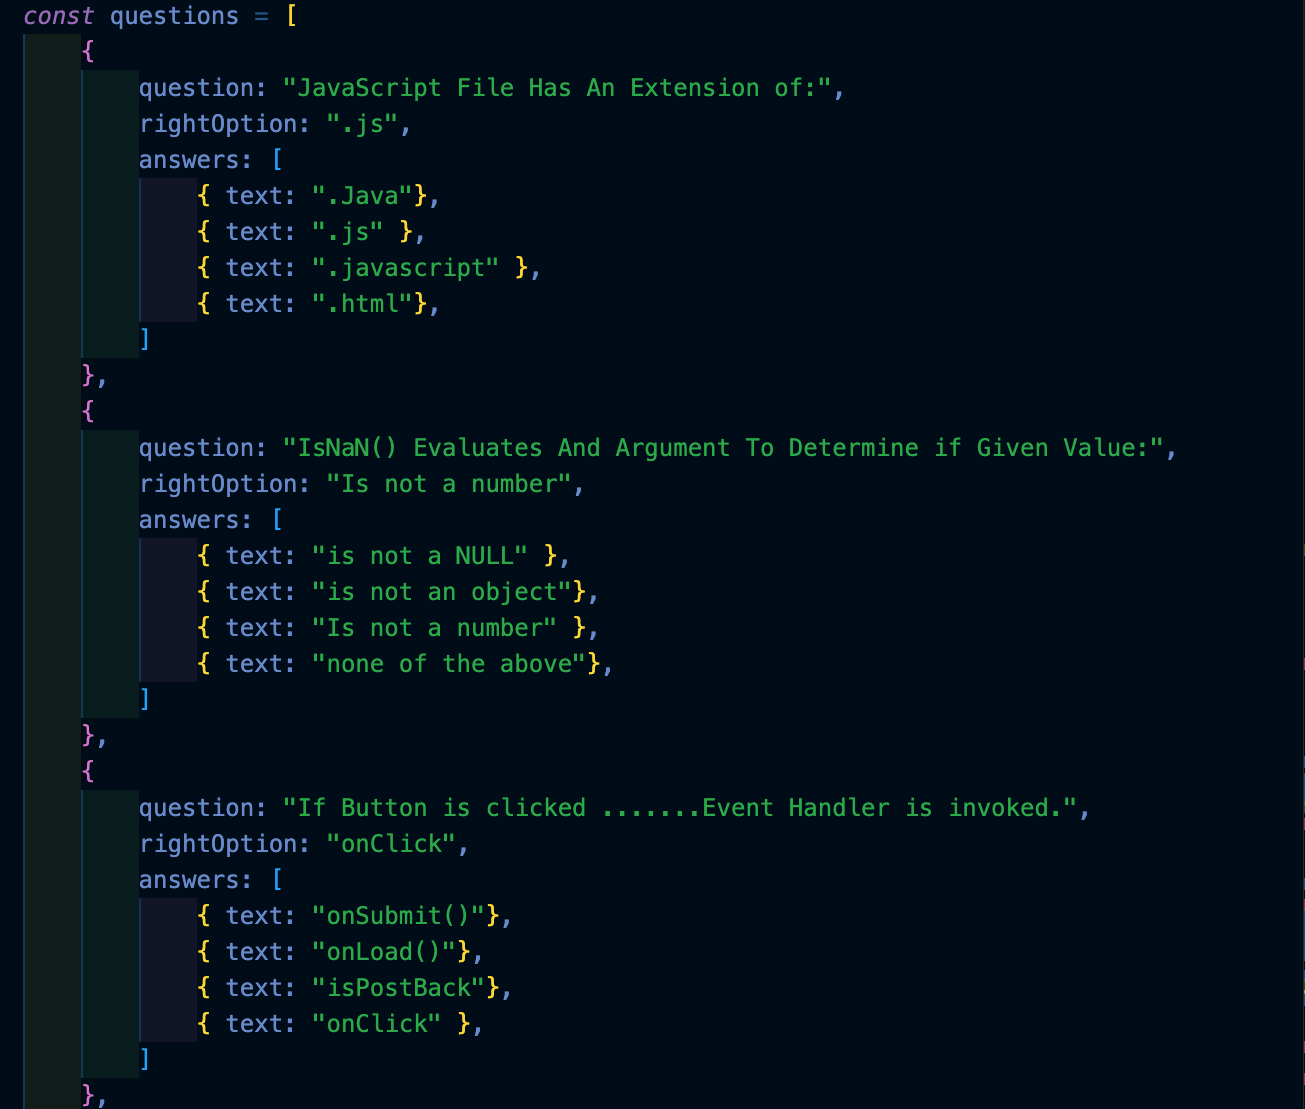 const questions = [
{
question: "JavaScript File Has An Extension of:",
rightOption: ".js",
answers: [
{ text: ".Java"},
{ text: ".js" },
{ text: ".javascript" },
{ text: ".html"},
]
},
{
question: "IsNaN() Evaluates And Argument To Determine if Given Value:",
rightOption: "Is not a number",
answers: [
{ text: "is not a NULL" },
{ text: "is not an object"},
{ text: "Is not a number" },
{ text: "none of the above"},
]
},
{
question: "If Button is clicked .......Event Handler is invoked.",
rightOption: "onClick",
answers: [
{ text: "onSubmit()"},
{ text: "onLoad()"},
{ text: "isPostBack"},
{ text: "onClick" },
]
},